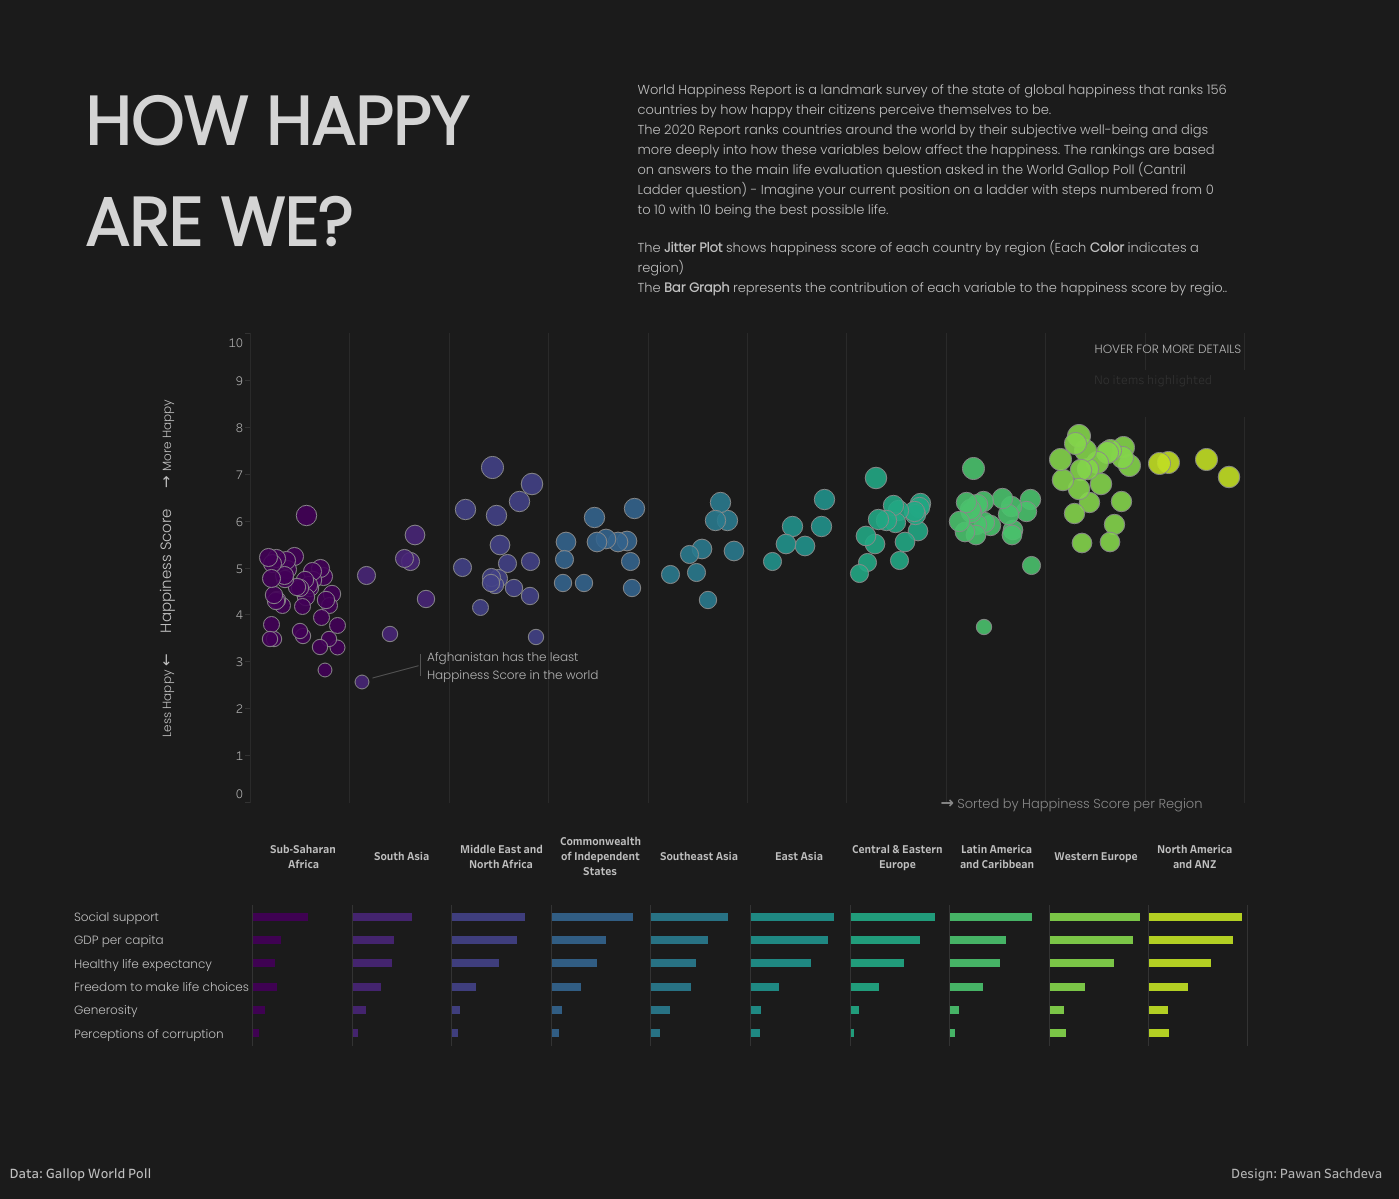 HOW HAPPY
ARE WE?
World Happiness Report is a landmark survey of the state of global happiness that ranks 156
countries by how happy their citizens perceive themselves to be.
The 2020 Report ranks countries around the world by their subjective well-being and digs
more deeply into how these variables below affect the happiness. The rankings are based
on answers to the main life evaluation question asked in the World Gallop Poll (Cantril
Ladder question) - Imagine your current position on a ladder with steps numbered from 0
to 10 with 10 being the best possible life.
The Jitter Plot shows happiness score of each country by region (Each Color indicates a
region)
The Bar Graph represents the contribution of each variable to the happiness score by regio..
HOVER FOR MORE DETAILS
No items highlighted
10
9
8
7
6
5
4
3
2
1
0
Less Happy ← Happiness Score → More Happy
Afghanistan has the least
Happiness Score in the world
→ Sorted by Happiness Score per Region
Sub-Saharan
Africa
South Asia
Middle East and
North Africa
Commonwealth
of Independent
States
Southeast Asia
East Asia
Central & Eastern
Europe
Latin America
and Caribbean
Western Europe
North America
and ANZ
Social support
GDP per capita
Healthy life expectancy
Freedom to make life choices
Generosity
Perceptions of corruption
Data: Gallop World Poll
Design: Pawan Sachdeva